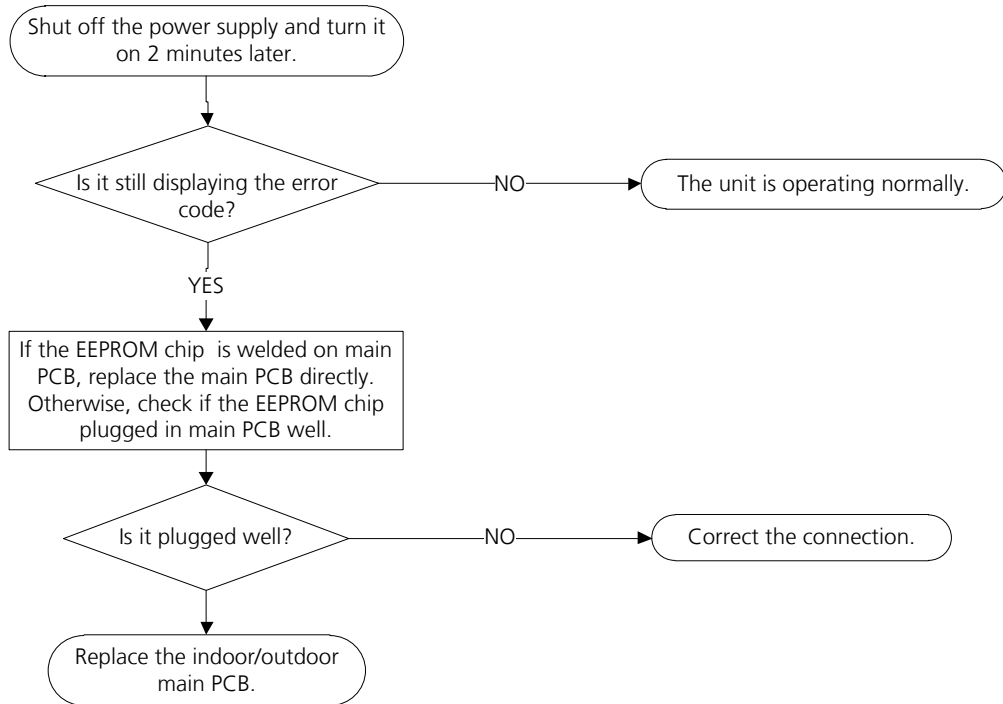 Shut off the power supply and turn it
on 2 minutes later.
Is it still displaying the error
code?
NO
The unit is operating normally.
YES
If the EEPROM chip  is welded on main
PCB, replace the main PCB directly.
Otherwise, check if the EEPROM chip
plugged in main PCB well.
Is it plugged well?
NO
Correct the connection.
Replace the indoor/outdoor
main PCB.